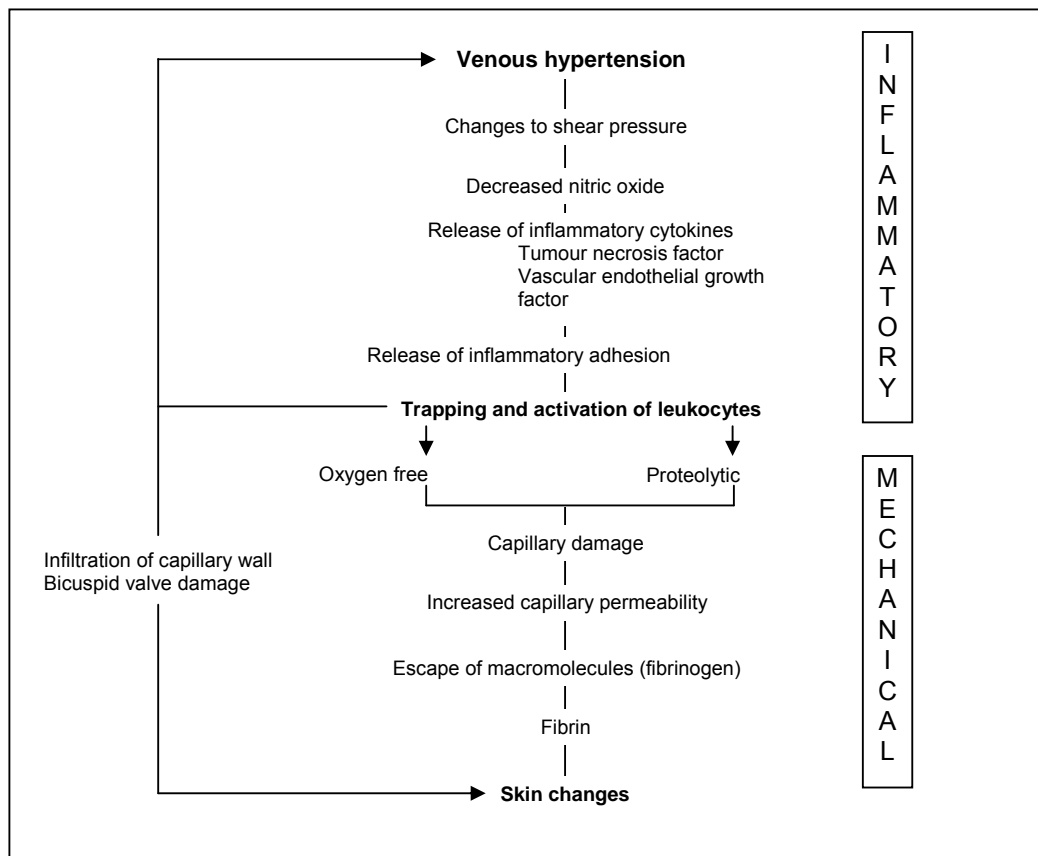 Venous hypertension
Changes to shear pressure
Decreased nitric oxide
Release of inflammatory cytokines
Tumour necrosis factor
Vascular endothelial growth
factor
Release of inflammatory adhesion
Trapping and activation of leukocytes
Oxygen free
Proteolytic
Capillary damage
Infiltration of capillary wall
Bicuspid valve damage
Increased capillary permeability
Escape of macromolecules (fibrinogen)
Fibrin
Skin changes
INFLAMMATORY
MECHANICAL